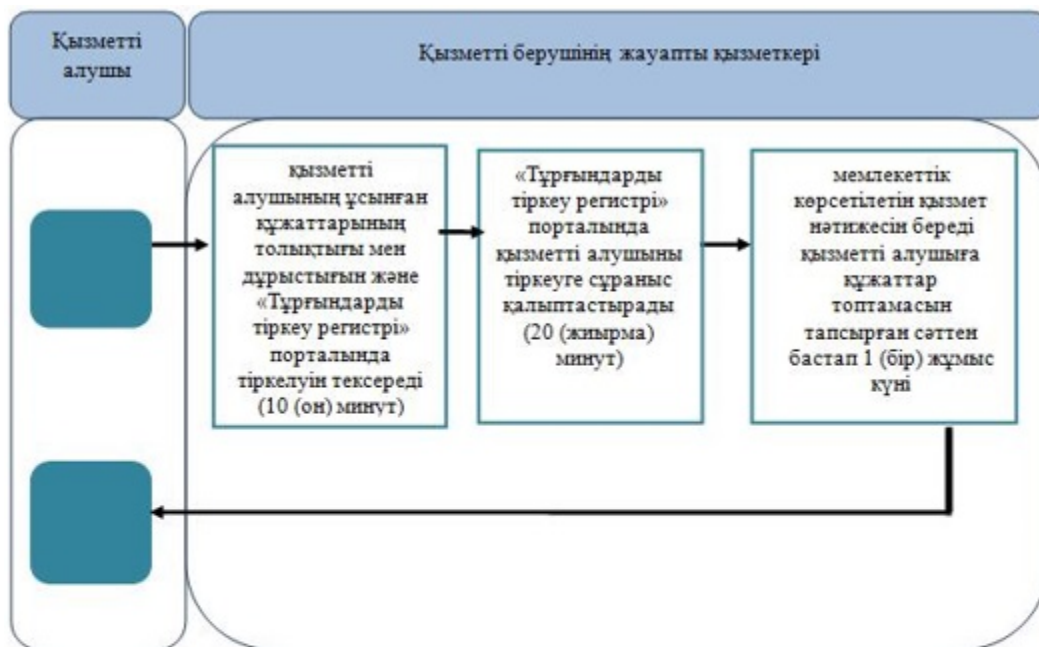 Қызметті
алушы
Қызметті берушінің жауапты қызметкері
қызметті
алушының ұсынған
құжаттарының
толықтығы мен
дұрыстығын және
«Тұрғындарды
тіркеу регистрі»
порталында
тіркелуін тексереді
(10 (он) минут)
«Тұрғындарды
тіркеу регистрі»
порталында
қызметті алушыны
тіркеуге сұраныс
қалыптастырады
(20 (жиырма)
минут)
мемлекеттік
көрсетілетін қызмет
нәтижесін береді
қызметті алушыға
құжаттар
топтамасын
тапсырған сәттен
бастап 1 (бір) жұмыс
күні